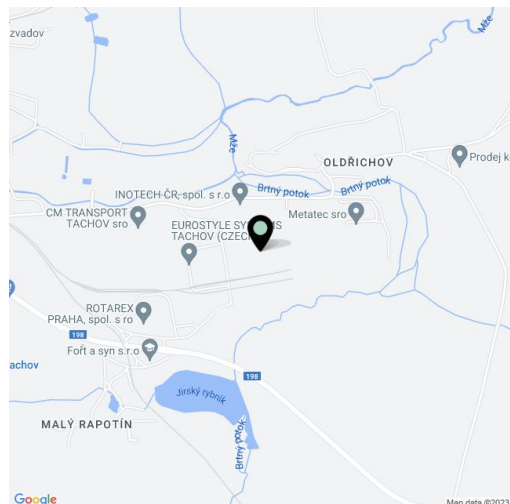 zvadov
Mže
Mže
OLDŘICHOV
Prodej k
INOTECH ČR, spol. s r.o
Brtný potok
Brtný potok
CM TRANSPORT
TACHOV sro
Metatec sro
EUROSTYLE SY
MS
TACHOV (CZEC
ROTAREX
PRAHA, spol. s ro
198
Fořt a syn s.r.o
achov
198
Jirský rybník
MALÝ RAPOTÍN
Brtný potok
Google
Map data ©2023